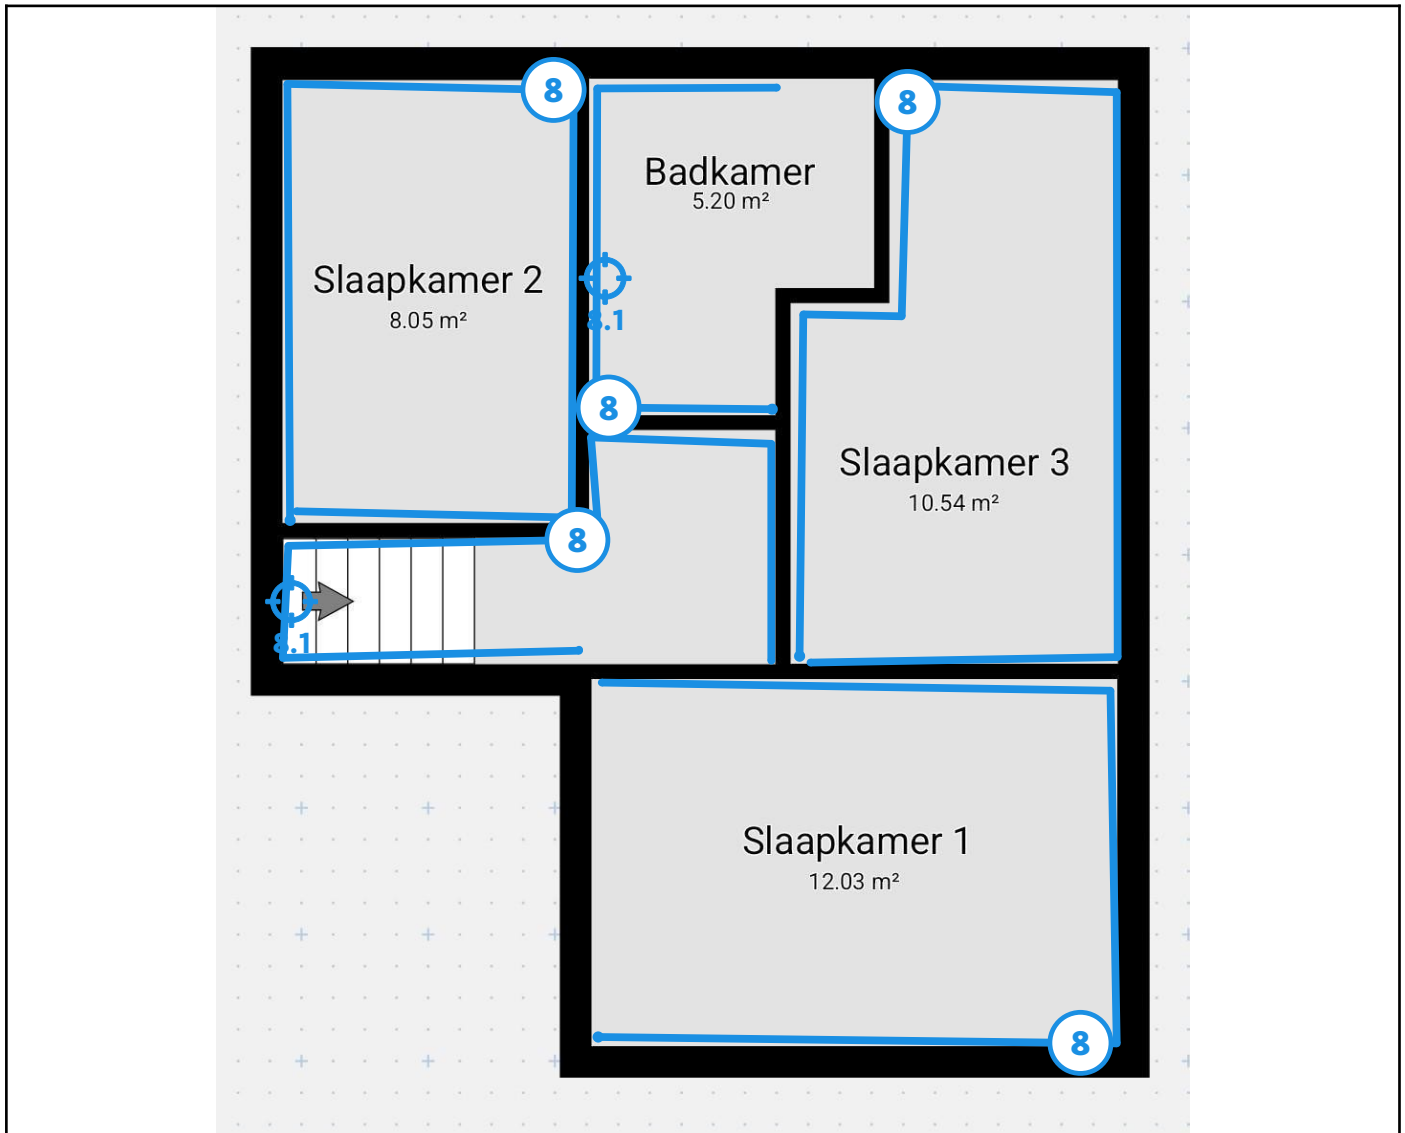 8
8
Badkamer
5.20 m²
Slaapkamer 2
8.05 m²
8.1
8
Slaapkamer 3
10.54 m²
8
8.1
Slaapkamer 1
12.03 m²
8